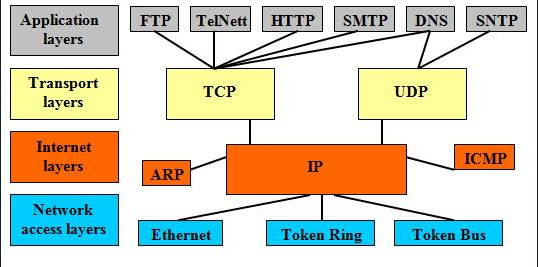 Application
layers
FTP
TelNett
HTTP
SMTP
DNS
SNTP
Transport
layers
TCP
UDP
Internet
layers
ARP
IP
ICMP
Network
access layers
Ethernet
Token Ring
Token Bus